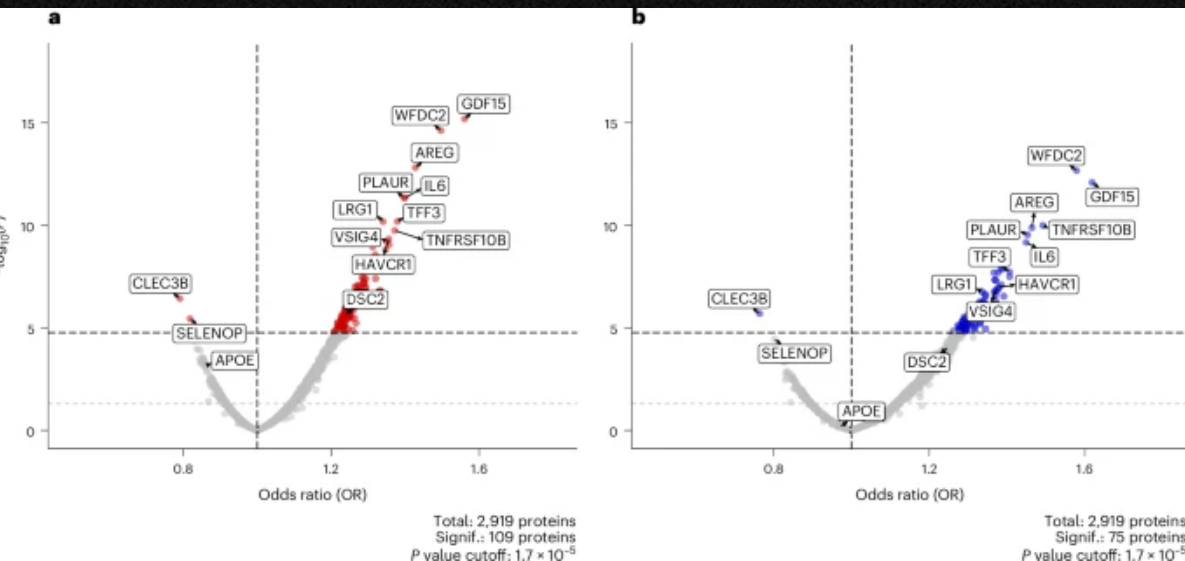 a
15
10
5
0
GDF15
WFDC2
AREG
PLAUR
IL6
LRG1
TFF3
VSIG4
TNFRSF10B
HAVCR1
CLEC3B
DSC2
SELENOP
APOE
0.8
1.2
1.6
Odds ratio (OR)
Total: 2,919 proteins
Signif.: 109 proteins
P value cutoff: 1.7 × 10⁻⁵
b
15
10
5
0
WFDC2
GDF15
AREG
PLAUR
TNFRSF10B
IL6
TFF3
LRG1
HAVCR1
CLEC3B
VSIG4
SELENOP
DSC2
APOE
0.8
1.2
1.6
Odds ratio (OR)
Total: 2,919 proteins
Signif.: 75 proteins
P value cutoff: 1.7 × 10⁻⁵